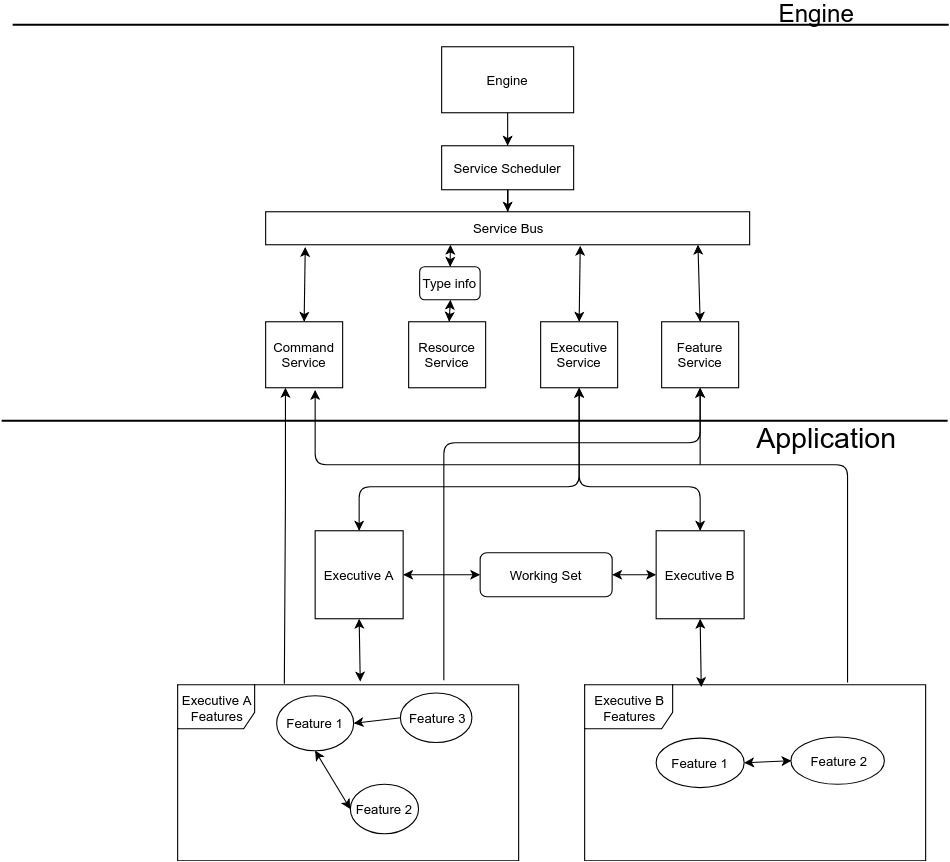 Engine
Engine
Service Scheduler
Service Bus
Type info
Command
Service
Resource
Service
Executive
Service
Feature
Service
Application
Executive A
Working Set
Executive B
Executive A
Features
Feature 1
Feature 3
Feature 2
Executive B
Features
Feature 1
Feature 2